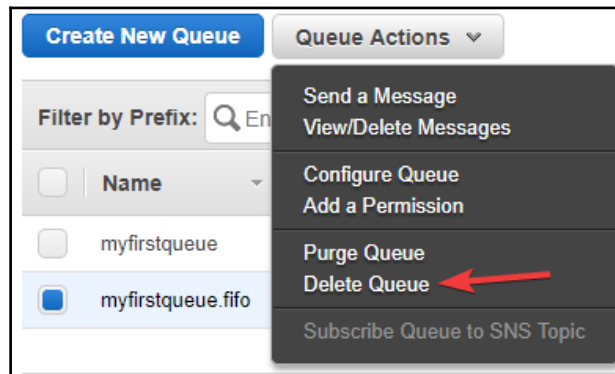 Create New Queue
Queue Actions
Send a Message
View/Delete Messages
Configure Queue
Add a Permission
Purge Queue
Delete Queue
Subscribe Queue to SNS Topic
Filter by Prefix:
Name
myfirstqueue
myfirstqueue.fifo